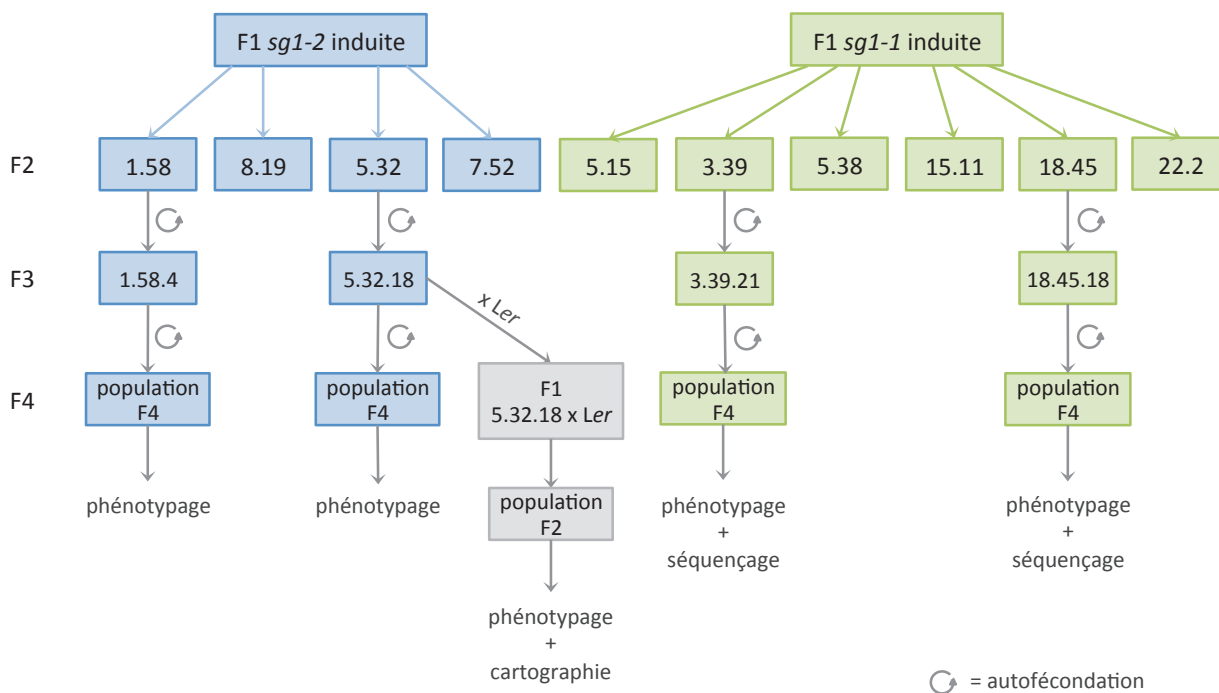 F1 sg1-2 induite
F1 sg1-1 induite
F2
1.58
8.19
5.32
7.52
5.15
3.39
5.38
15.11
18.45
22.2
F3
1.58.4
5.32.18
3.39.21
18.45.18
x Ler
F4
population
F4
population
F4
F1
5.32.18 x Ler
population
F4
population
F4
phénotypage
phénotypage
population
F2
phénotypage
+
séquençage
phénotypage
+
séquençage
phénotypage
+
cartographie
= autofécondation